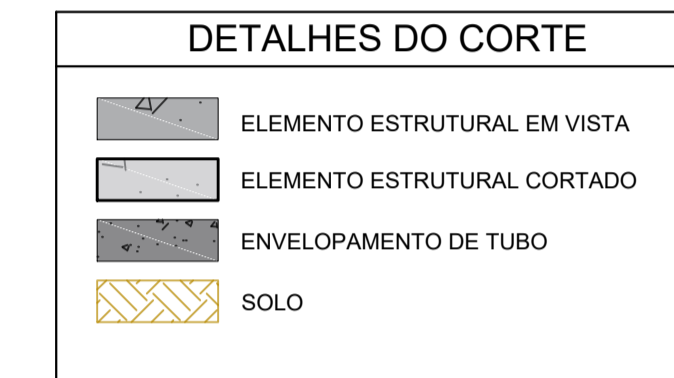 DETALHES DO CORTE
ELEMENTO ESTRUTURAL EM VISTA
ELEMENTO ESTRUTURAL CORTADO
ENVELOPAMENTO DE TUBO
SOLO